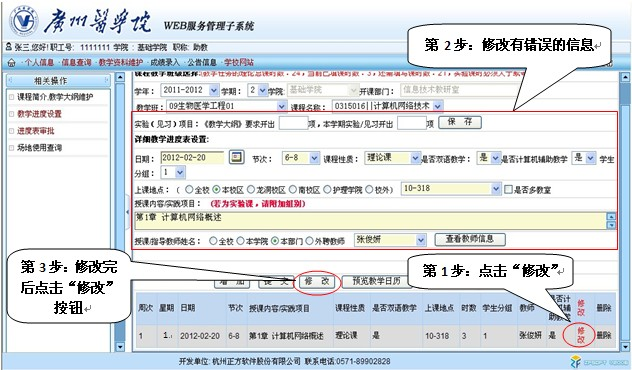 廣州醫學院 WEB服务管理子系统
张三,您好!职工号: 1111111 学院: 基础学院 职称: 助教
个人信息 信息查询 教学资料维护 成绩录入 公告信息 学校网站
相关操作
课程简介,教学大纲维护
教学进度设置
进度表审批
场地使用查询
第2步：修改有错误的信息
学年: 2011-2012 学期: 2 学院: 基础学院 开课部门: 信息技术教研室
教学班: 09生物医学工程01 课程名称: 0315016||计算机网络技术
实验（见习）项目:《教学大纲》要求开出 项,本学期实验/见习开出 项 保 存
详细教学进度表设置:
日期: 2012-02-20 节次: 6-8 课程性质: 理论课 是否双语教学: 是 是否计算机辅助教学 是 学生
分组: 1
上课地点:（ 全校 本校区 龙洞校区 南校区 护理学院 校外） 10-318 是否多教室
授课内容/实践项目:（若为实验课，请附加组别）
第1章 计算机网络概述
授课/指导教师姓名: 全校 本学院 本部门 外聘教师 张俊妍 查看教师信息
第3步：修改完后点击“修改”按钮
增 加 提 交 修 改 预览教学日历
第1步：点击“修改”
周次 星期 日期 节次 授课内容/实践项目 课程性质 是否双语教学 上课地点 时数 学生分组 教师 是否计算机辅助教学 修改 删除
1 1. 2012-02-20 6-8 第1章 计算机网络概述 理论课 是 10-318 3 1 张俊妍 是 修改 删除
开发单位: 杭州正方软件股份有限公司 联系电话:0571-89902828